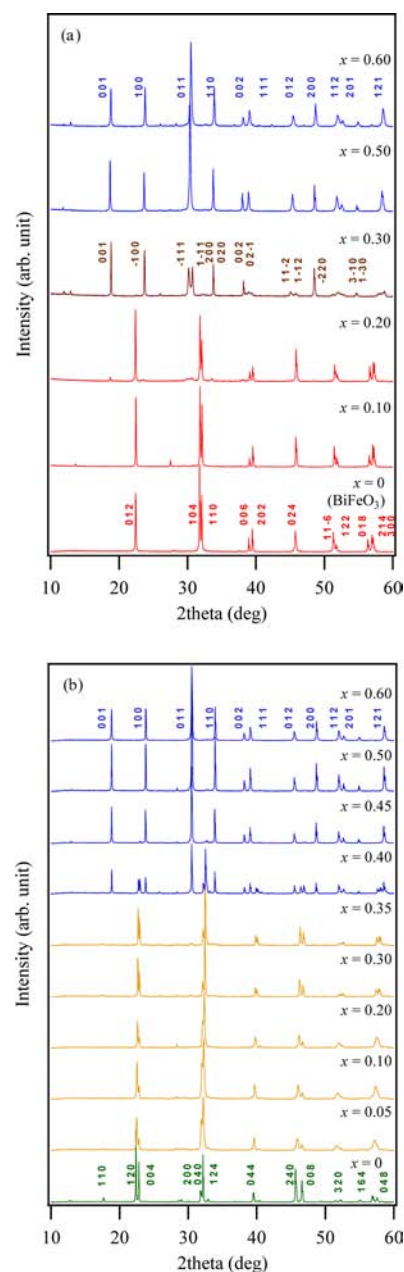 (a)
x = 0.60
001 100 011 110 002 111 012 200 112 201 121
x = 0.50
x = 0.30
001 -100 -111 1-11 200 020 002 02-1 11-2 1-12 -220 3-10 1-30
x = 0.20
x = 0.10
x = 0
(BiFeO3)
012 104 110 006 202 024 11-6 122 018 214 300
Intensity (arb. unit)
10 20 30 40 50 60
2theta (deg)
(b)
x = 0.60
001 100 011 110 002 111 012 200 112 201 121
x = 0.50
x = 0.45
x = 0.40
x = 0.35
x = 0.30
x = 0.20
x = 0.10
x = 0.05
x = 0
110 120 004 200 040 124 044 240 008 320 164 048
Intensity (arb. unit)
10 20 30 40 50 60
2theta (deg)